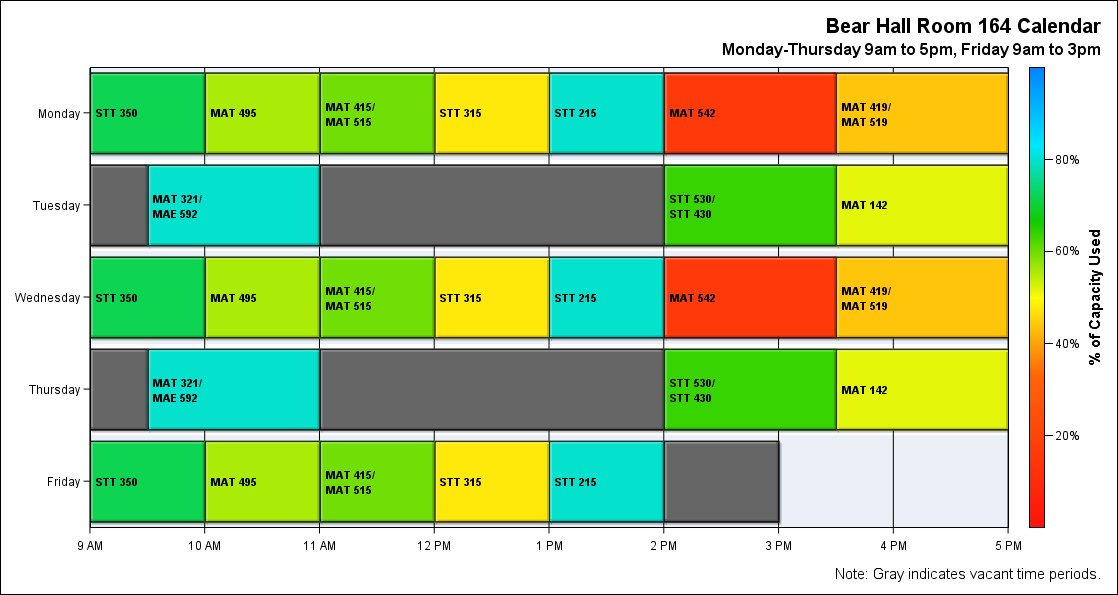 Bear Hall Room 164 Calendar
Monday-Thursday 9am to 5pm, Friday 9am to 3pm
Monday
STT 350
MAT 495
MAT 415/
MAT 515
STT 315
STT 215
MAT 542
MAT 419/
MAT 519
Tuesday
MAT 321/
MAE 592
STT 530/
STT 430
MAT 142
Wednesday
STT 350
MAT 495
MAT 415/
MAT 515
STT 315
STT 215
MAT 542
MAT 419/
MAT 519
Thursday
MAT 321/
MAE 592
STT 530/
STT 430
MAT 142
Friday
STT 350
MAT 495
MAT 415/
MAT 515
STT 315
STT 215
9 AM
10 AM
11 AM
12 PM
1 PM
2 PM
3 PM
4 PM
5 PM
80%
60%
40%
20%
% of Capacity Used
Note: Gray indicates vacant time periods.